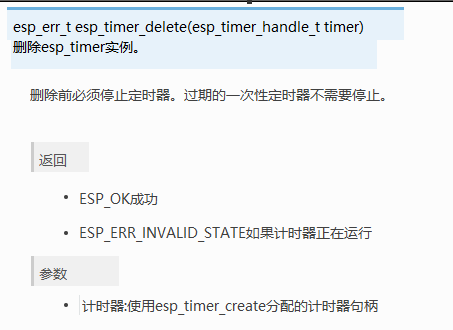 esp_err_t esp_timer_delete(esp_timer_handle_t timer)
删除esp_timer实例。
删除前必须停止定时器。过期的一次性定时器不需要停止。
返回
• ESP_OK成功
• ESP_ERR_INVALID_STATE如果计时器正在运行
参数
• 计时器:使用esp_timer_create分配的计时器句柄